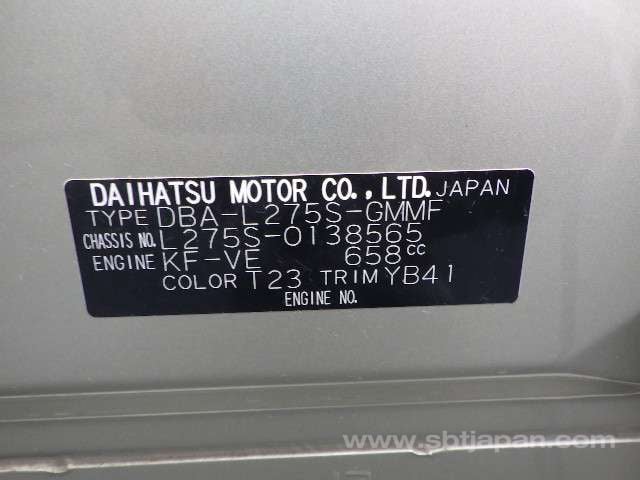 DAIHATSU MOTOR CO.,LTD. JAPAN
TYPE DBA-L275S-GMMF
CHASSIS NO. L275S-0138565
ENGINE KF-VE 658cc
COLOR T23 TRIM YB41
ENGINE NO.
www.sbtjapan.com